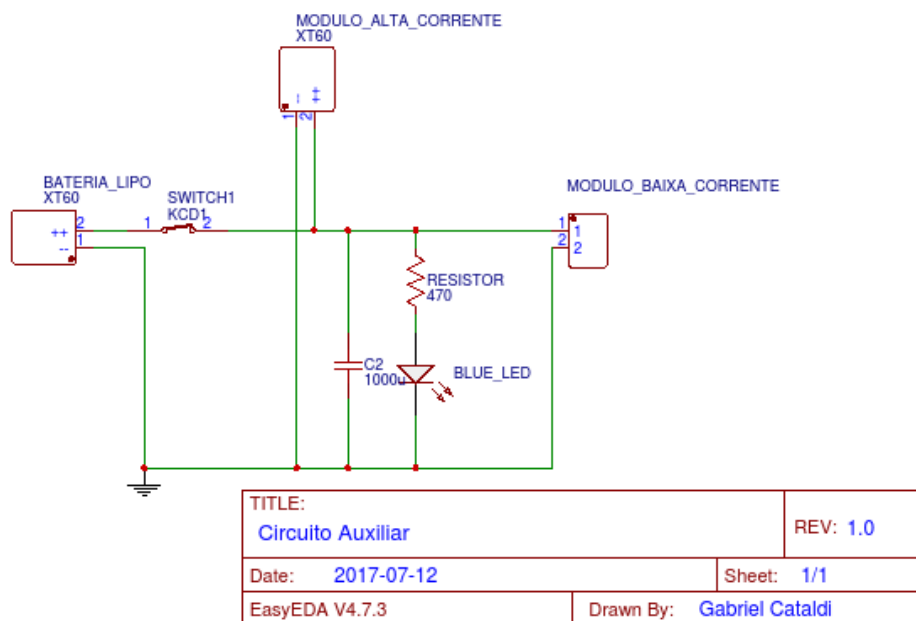 MODULO_ALTA_CORRENTE
XT60
--
++
1
2
BATERIA_LIPO
XT60
++
--
2
1
SWITCH1
KCD1
1
2
MODULO_BAIXA_CORRENTE
1
2
1
2
RESISTOR
470
C2
1000u
BLUE_LED
TITLE:
Circuito Auxiliar
REV: 1.0
Date: 2017-07-12
Sheet: 1/1
EasyEDA V4.7.3
Drawn By: Gabriel Cataldi